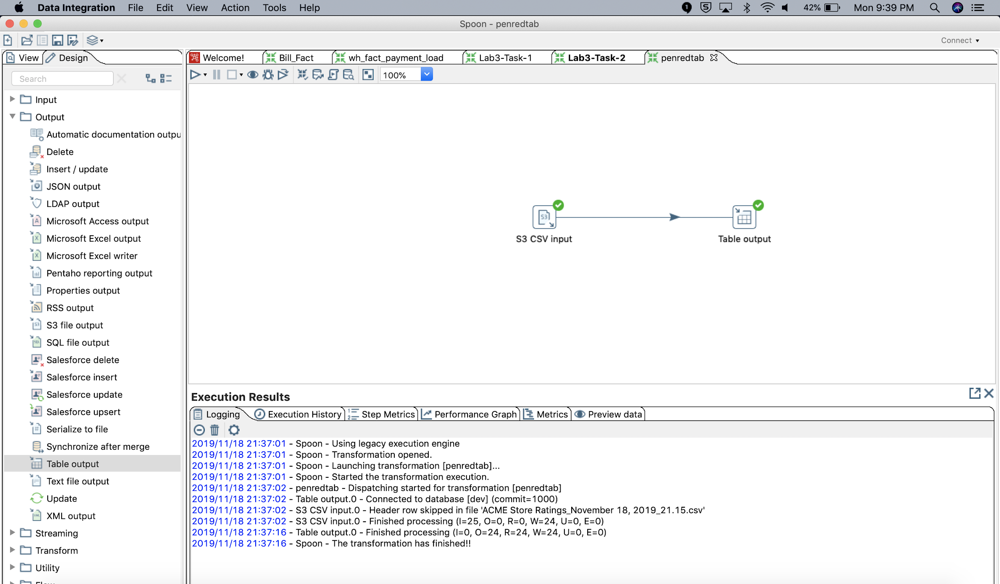 Data Integration File Edit View Action Tools Help 42% Mon 9:39 PM
Spoon - penredtab
Connect
View Design
Welcome! Bill_Fact wh_fact_payment_load Lab3-Task-1 Lab3-Task-2 penredtab
Search
100%
Input
Output
Automatic documentation outpu
Delete
Insert / update
JSON output
LDAP output
Microsoft Access output
Microsoft Excel output
Microsoft Excel writer
Pentaho reporting output
Properties output
RSS output
S3 file output
SQL file output
Salesforce delete
Salesforce insert
Salesforce update
Salesforce upsert
Serialize to file
Synchronize after merge
Table output
Text file output
Update
XML output
Streaming
Transform
Utility
S3 CSV input
Table output
Execution Results
Logging Execution History Step Metrics Performance Graph Metrics Preview data
2019/11/18 21:37:01 - Spoon - Using legacy execution engine
2019/11/18 21:37:01 - Spoon - Transformation opened.
2019/11/18 21:37:01 - Spoon - Launching transformation [penredtab]...
2019/11/18 21:37:01 - Spoon - Started the transformation execution.
2019/11/18 21:37:02 - penredtab - Dispatching started for transformation [penredtab]
2019/11/18 21:37:02 - Table output.0 - Connected to database [dev] (commit=1000)
2019/11/18 21:37:02 - S3 CSV input.0 - Header row skipped in file 'ACME Store Ratings_November 18, 2019_21.15.csv'
2019/11/18 21:37:02 - S3 CSV input.0 - Finished processing (I=25, O=0, R=0, W=24, U=0, E=0)
2019/11/18 21:37:16 - Table output.0 - Finished processing (I=0, O=24, R=24, W=24, U=0, E=0)
2019/11/18 21:37:16 - Spoon - The transformation has finished!!